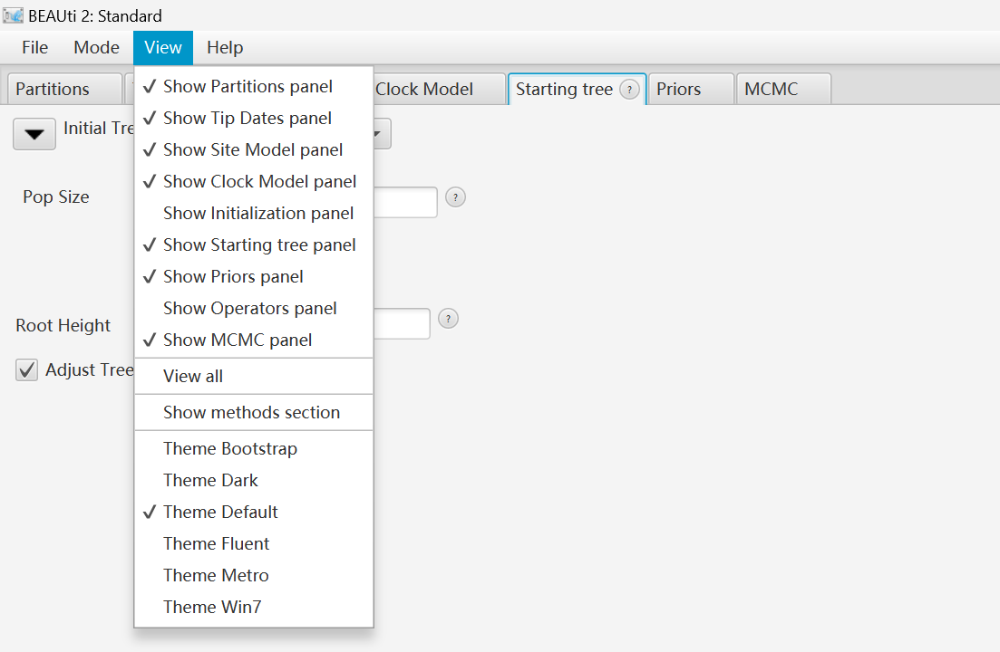 BEAUti 2: Standard
File Mode View Help
Partitions Clock Model Starting tree ? Priors MCMC
Initial Tre
Pop Size ?
Root Height ?
Adjust Tree
✓ Show Partitions panel
✓ Show Tip Dates panel
✓ Show Site Model panel
✓ Show Clock Model panel
Show Initialization panel
✓ Show Starting tree panel
✓ Show Priors panel
Show Operators panel
✓ Show MCMC panel
View all
Show methods section
Theme Bootstrap
Theme Dark
✓ Theme Default
Theme Fluent
Theme Metro
Theme Win7